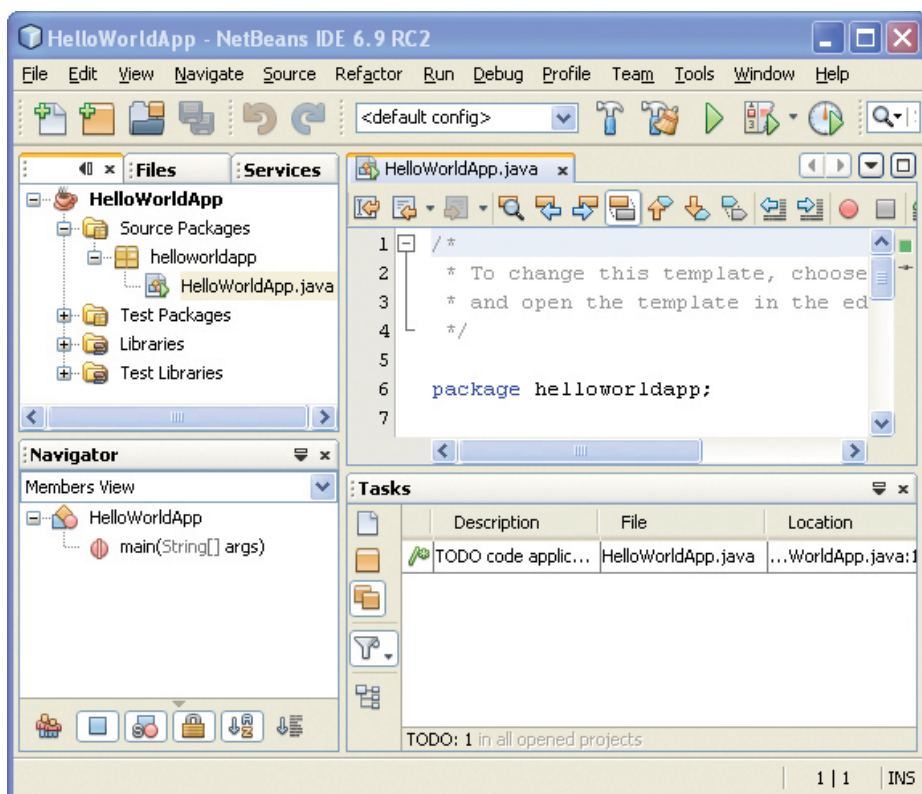 HelloWorldApp - NetBeans IDE 6.9 RC2
File Edit View Navigate Source Refactor Run Debug Profile Team Tools Window Help
<default config>
Files Services
HelloWorldApp
Source Packages
helloworldapp
HelloWorldApp.java
Test Packages
Libraries
Test Libraries
HelloWorldApp.java
1 /*
2 * To change this template, choose
3 * and open the template in the ed
4 */
5
6 package helloworldapp;
7
Navigator
Members View
HelloWorldApp
main(String[] args)
Tasks
Description File Location
TODO code applic... HelloWorldApp.java ...WorldApp.java:1
TODO: 1 in all opened projects
1 | 1 INS